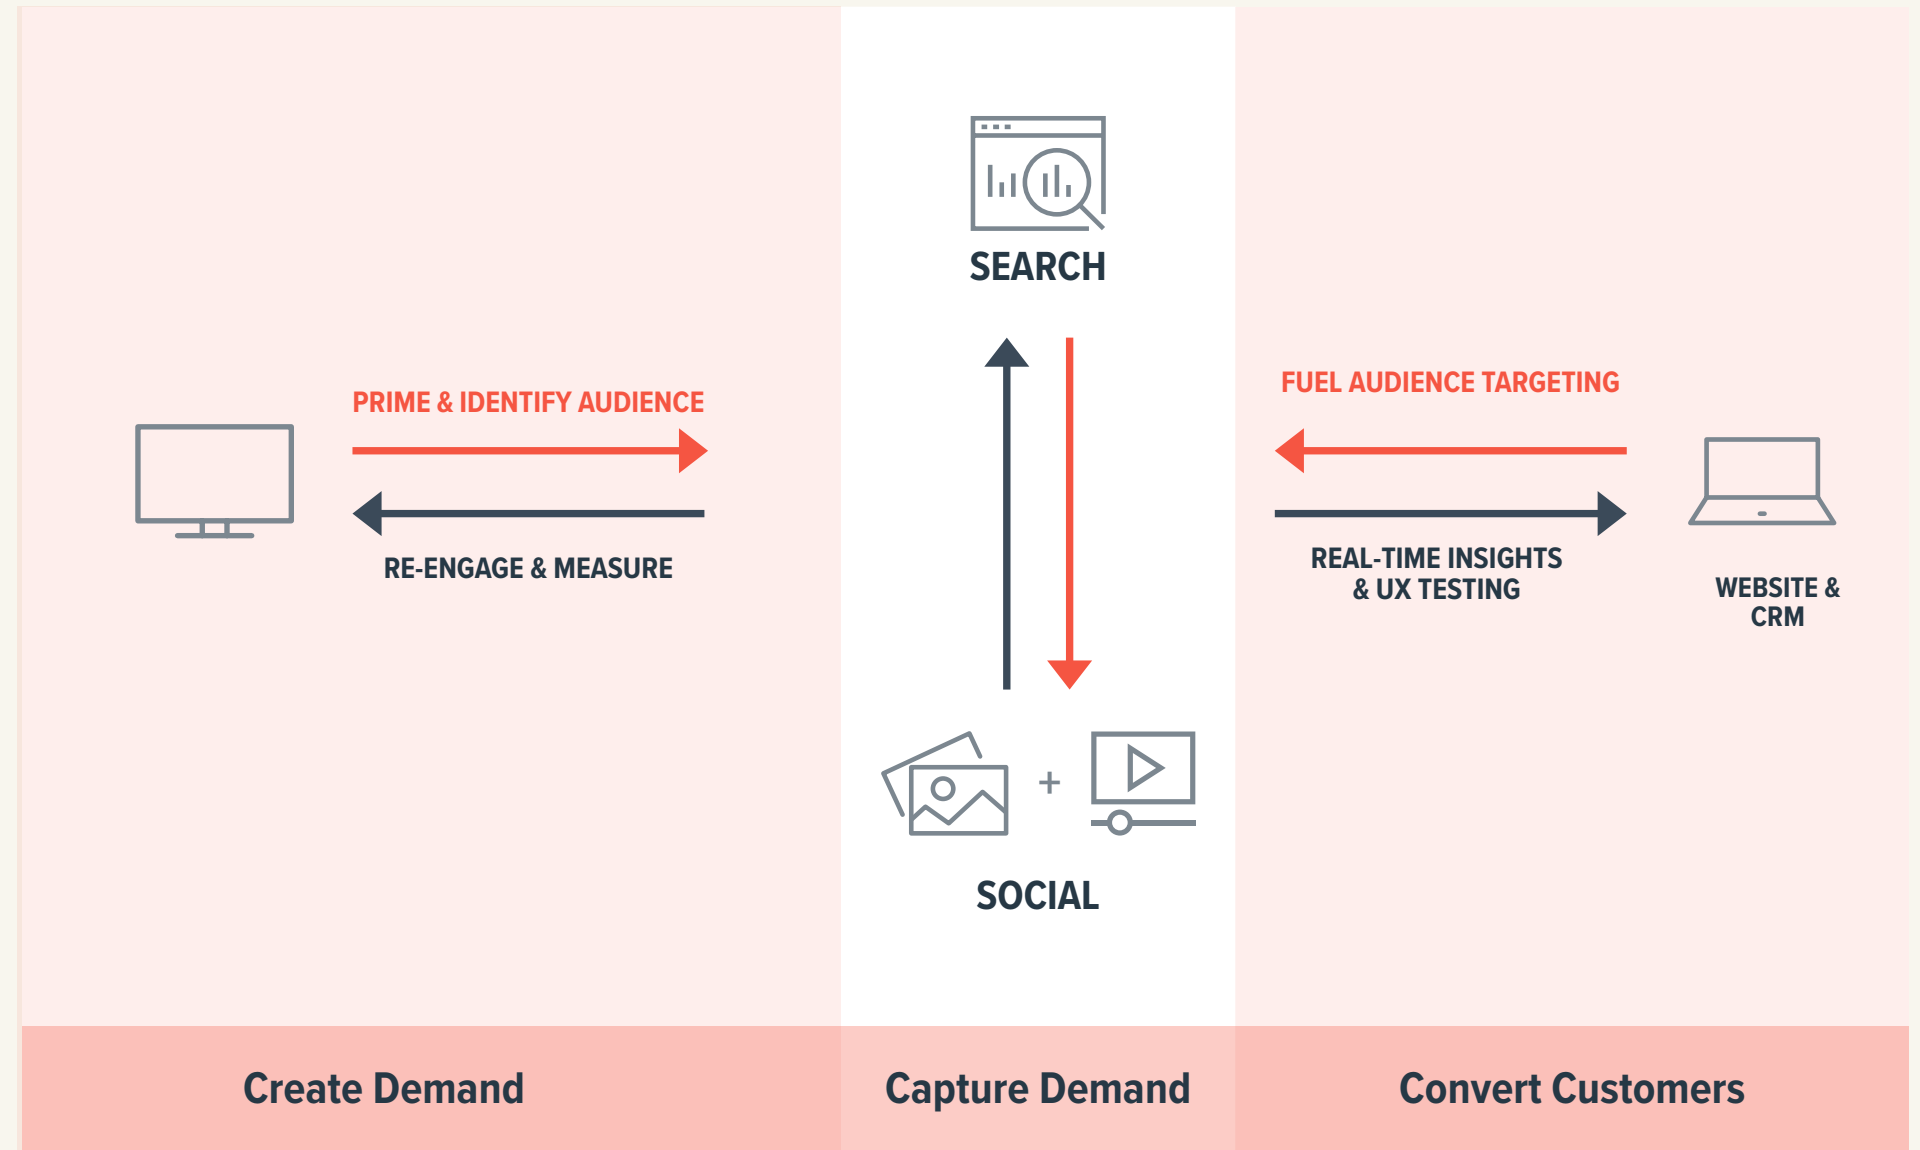 SEARCH
PRIME & IDENTIFY AUDIENCE
RE-ENGAGE & MEASURE
FUEL AUDIENCE TARGETING
REAL-TIME INSIGHTS
& UX TESTING
WEBSITE &
CRM
+
SOCIAL
Create Demand
Capture Demand
Convert Customers